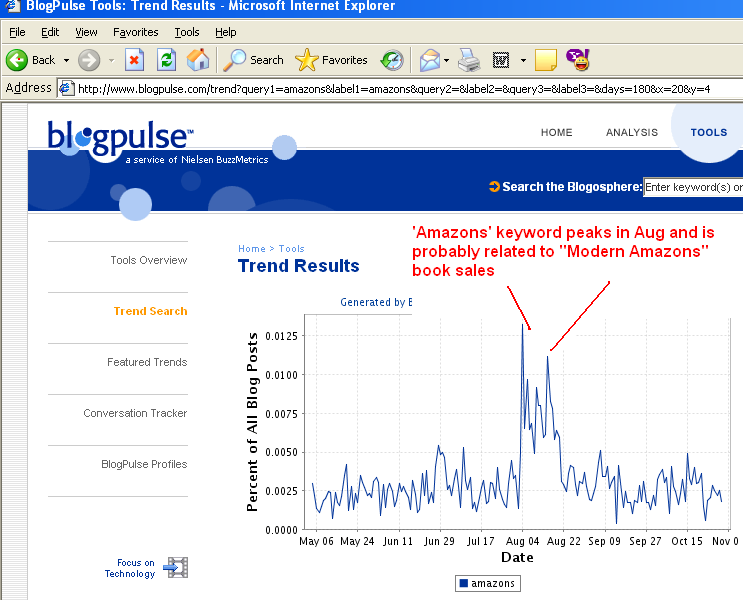 BlogPulse Tools: Trend Results - Microsoft Internet Explorer
File Edit View Favorites Tools Help
Back Search Favorites
Address http://www.blogpulse.com/trend?query1=amazons&label1=amazons&query2=&label2=&query3=&label3=&days=180&x=20&y=4
blogpulse™
a service of Nielsen BuzzMetrics
HOME ANALYSIS TOOLS
Search the Blogosphere: Enter keyword(s) or
Tools Overview
Trend Search
Featured Trends
Conversation Tracker
BlogPulse Profiles
Focus on
Technology
Home > Tools
Trend Results
'Amazons' keyword peaks in Aug and is
probably related to "Modern Amazons"
book sales
Generated by B
Percent of All Blog Posts
0.0125
0.0100
0.0075
0.0050
0.0025
0.0000
May 06 May 24 Jun 11 Jun 29 Jul 17 Aug 04 Aug 22 Sep 09 Sep 27 Oct 15 Nov 0
Date
amazons